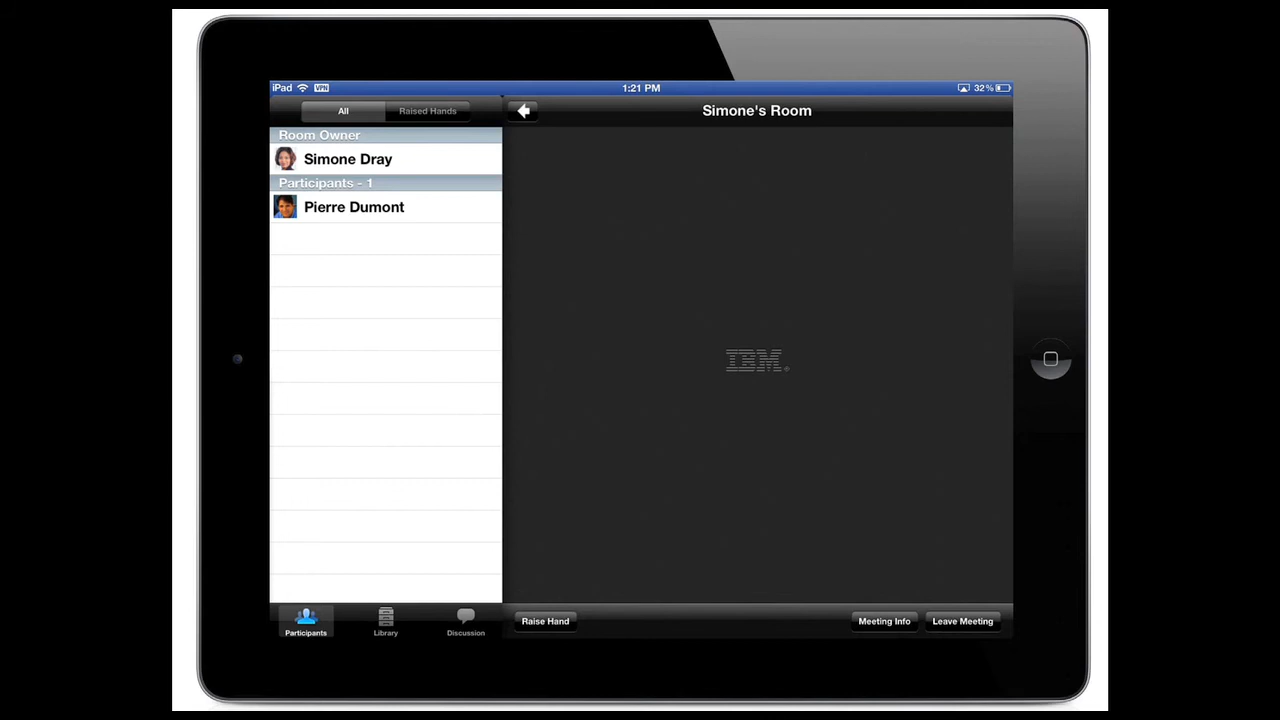 iPad VPN 1:21 PM 32%
All Raised Hands Simone's Room
Room Owner
Simone Dray
Participants - 1
Pierre Dumont
IBM
Participants Library Discussion
Raise Hand Meeting Info Leave Meeting